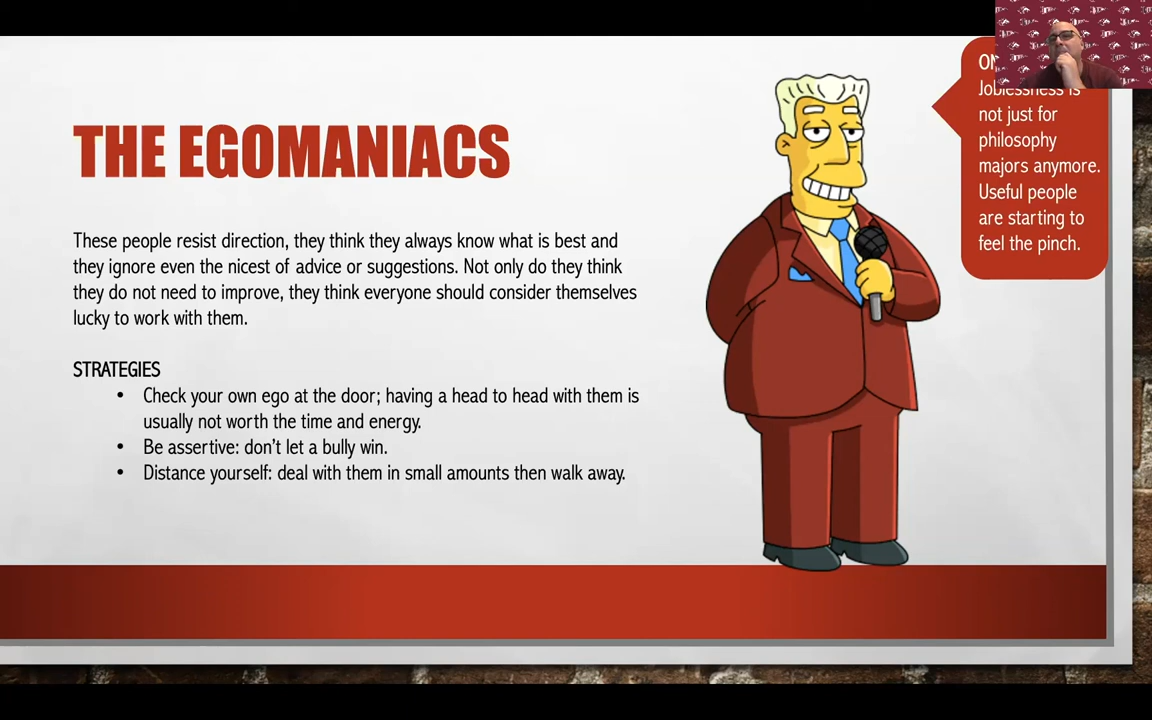 THE EGOMANIACS
These people resist direction, they think they always know what is best and
they ignore even the nicest of advice or suggestions. Not only do they think
they do not need to improve, they think everyone should consider themselves
lucky to work with them.
STRATEGIES
• Check your own ego at the door; having a head to head with them is
usually not worth the time and energy.
• Be assertive: don't let a bully win.
• Distance yourself: deal with them in small amounts then walk away.
Joblessness is
not just for
philosophy
majors anymore.
Useful people
are starting to
feel the pinch.